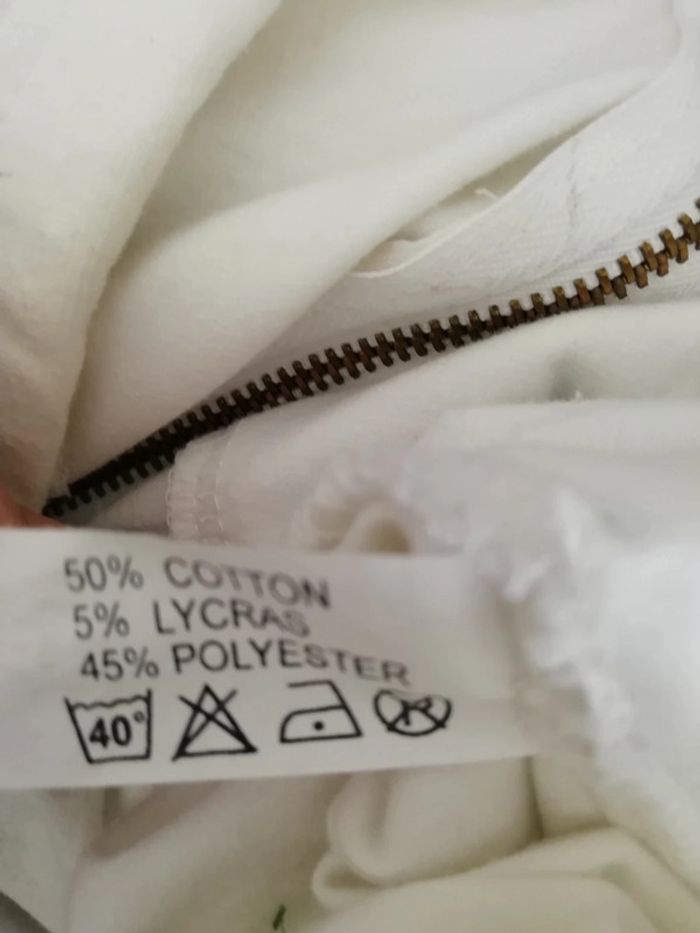 50% COTTON
5% LYCRAS
45% POLYESTER
40°